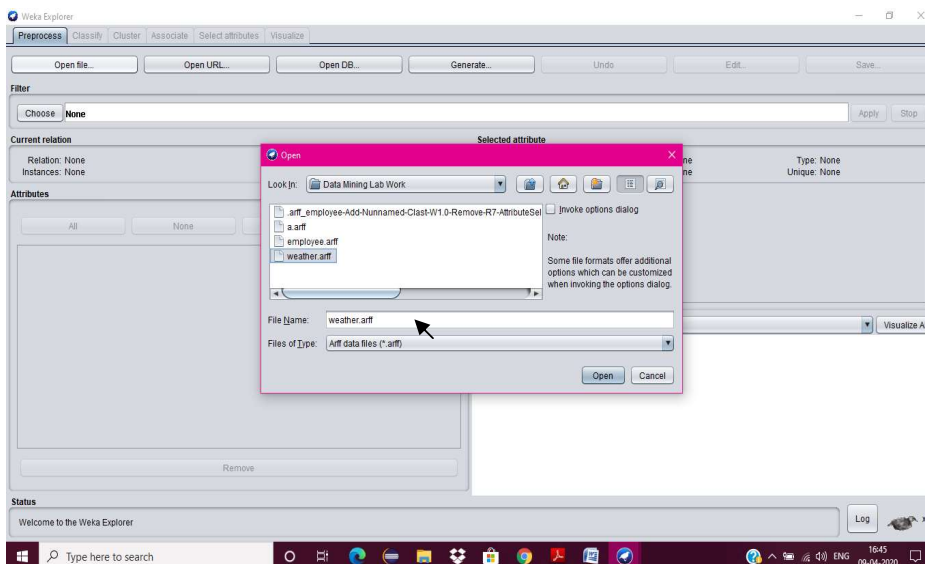 Weka Explorer
Preprocess Classify Cluster Associate Select attributes Visualize
Open file... Open URL... Open DB... Generate... Undo Edit... Save...
Filter
Choose None Apply Stop
Current relation Selected attribute
Relation: None
Instances: None
ne Type: None
ne Unique: None
Attributes
All None
Open
Look In: Data Mining Lab Work
.arff_employee-Add-Nunnamed-Clast-W1.0-Remove-R7-AttributeSel
a.arff
employee.arff
weather.arff
Invoke options dialog
Note:
Some file formats offer additional
options which can be customized
when invoking the options dialog.
File Name: weather.arff
Files of Type: Arff data files (*.arff)
Open Cancel
Visualize A
Remove
Status
Welcome to the Weka Explorer
Log
Type here to search
ENG 16:45
09-04-2020